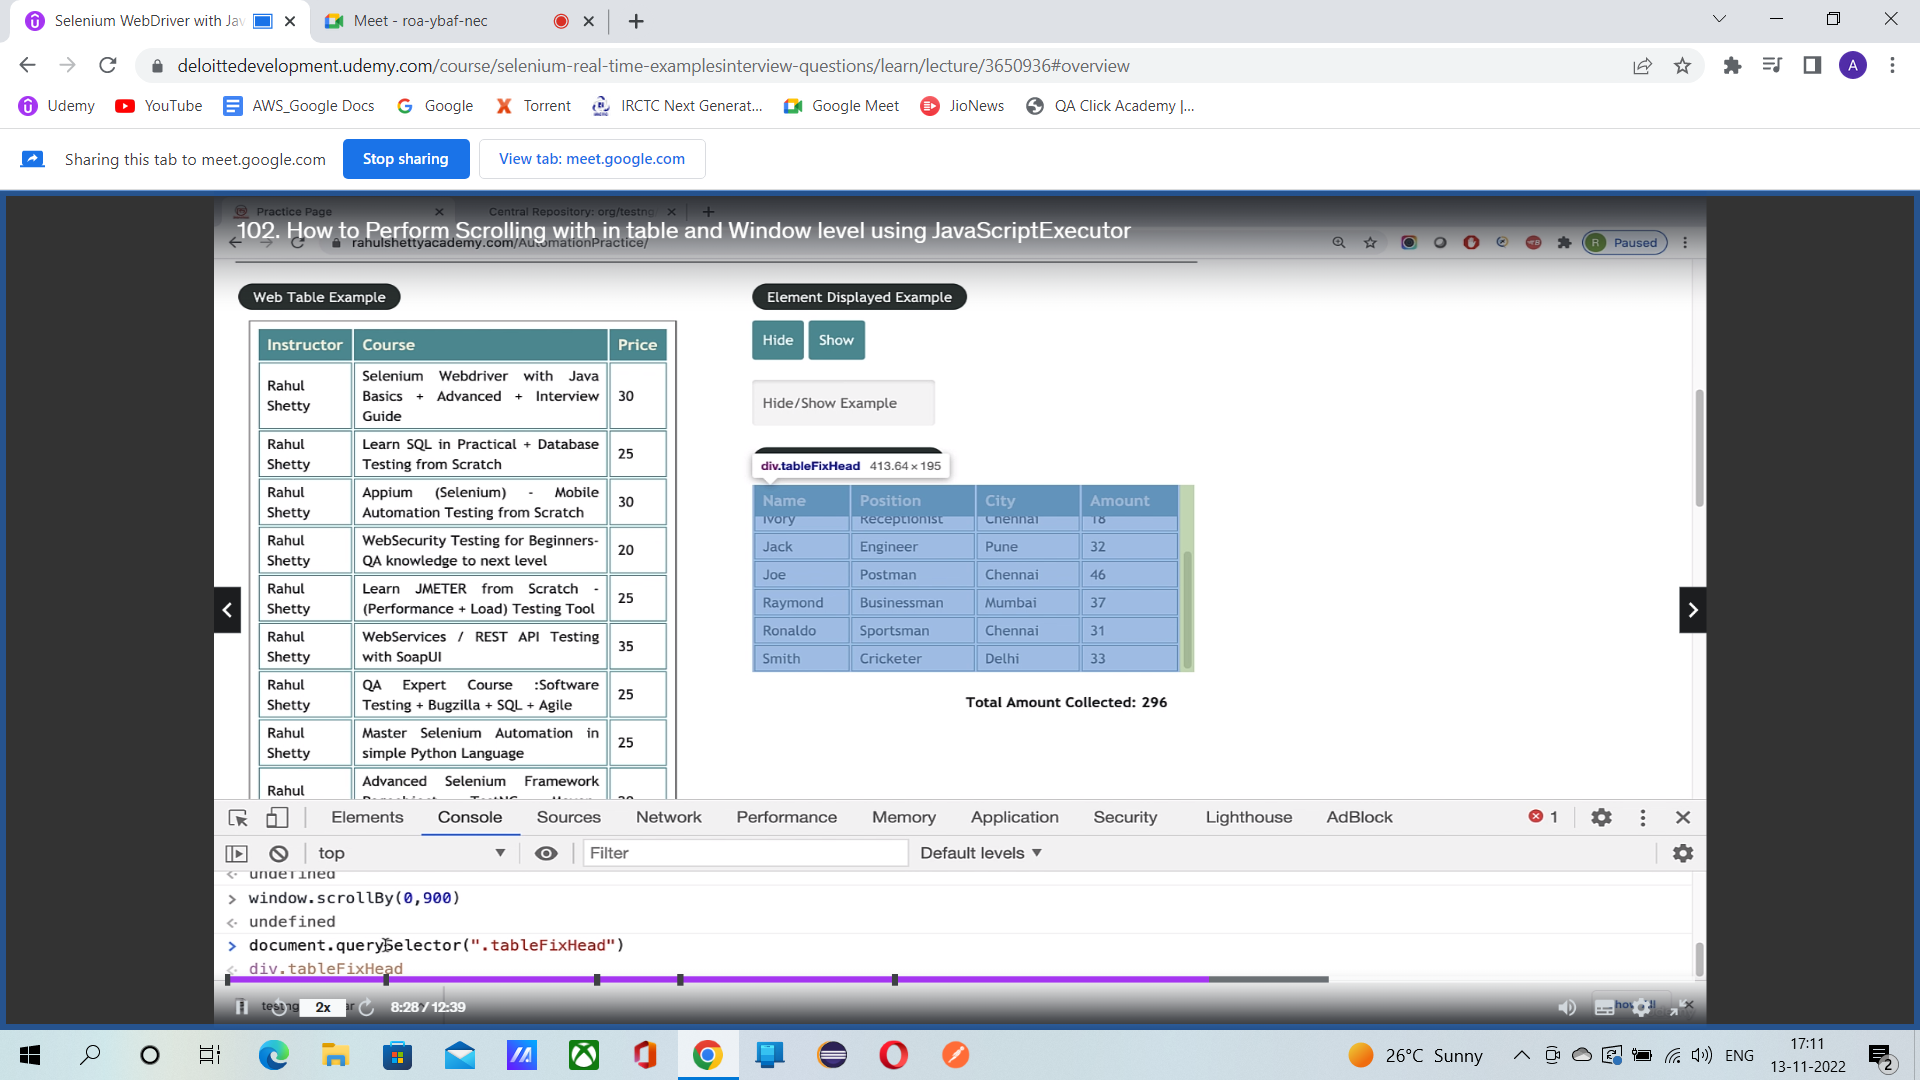 Selenium WebDriver with Jav
Meet - roa-ybaf-nec
deloittedevelopment.udemy.com/course/selenium-real-time-examplesinterview-questions/learn/lecture/3650936#overview
A
Udemy
YouTube
AWS_Google Docs
Google
Torrent
IRCTC Next Generat...
Google Meet
JioNews
QA Click Academy |...
Sharing this tab to meet.google.com
Stop sharing
View tab: meet.google.com
Practice Page
Central Repository: org/testng
102. How to Perform Scrolling with in table and Window level using JavaScriptExecutor
rahulshettyacademy.com/AutomationPractice/
R Paused
Web Table Example
Instructor Course Price
Rahul Shetty
Selenium Webdriver with Java
Basics + Advanced + Interview
Guide
30
Rahul Shetty
Learn SQL in Practical + Database
Testing from Scratch
25
Rahul Shetty
Appium (Selenium) - Mobile
Automation Testing from Scratch
30
Rahul Shetty
WebSecurity Testing for Beginners-
QA knowledge to next level
20
Rahul Shetty
Learn JMETER from Scratch -
(Performance + Load) Testing Tool
25
Rahul Shetty
WebServices / REST API Testing
with SoapUI
35
Rahul Shetty
QA Expert Course :Software
Testing + Bugzilla + SQL + Agile
25
Rahul Shetty
Master Selenium Automation in
simple Python Language
25
Rahul
Advanced Selenium Framework
Element Displayed Example
Hide Show
Hide/Show Example
div.tableFixHead 413.64 × 195
Name Position City Amount
Ivory Receptionist Chennai 18
Jack Engineer Pune 32
Joe Postman Chennai 46
Raymond Businessman Mumbai 37
Ronaldo Sportsman Chennai 31
Smith Cricketer Delhi 33
Total Amount Collected: 296
Elements Console Sources Network Performance Memory Application Security Lighthouse AdBlock 1
top Filter Default levels
undefined
window.scrollBy(0,900)
undefined
document.querySelector(".tableFixHead")
div.tableFixHead
2x
8:28 / 12:39
26°C Sunny
ENG
17:11
13-11-2022
2